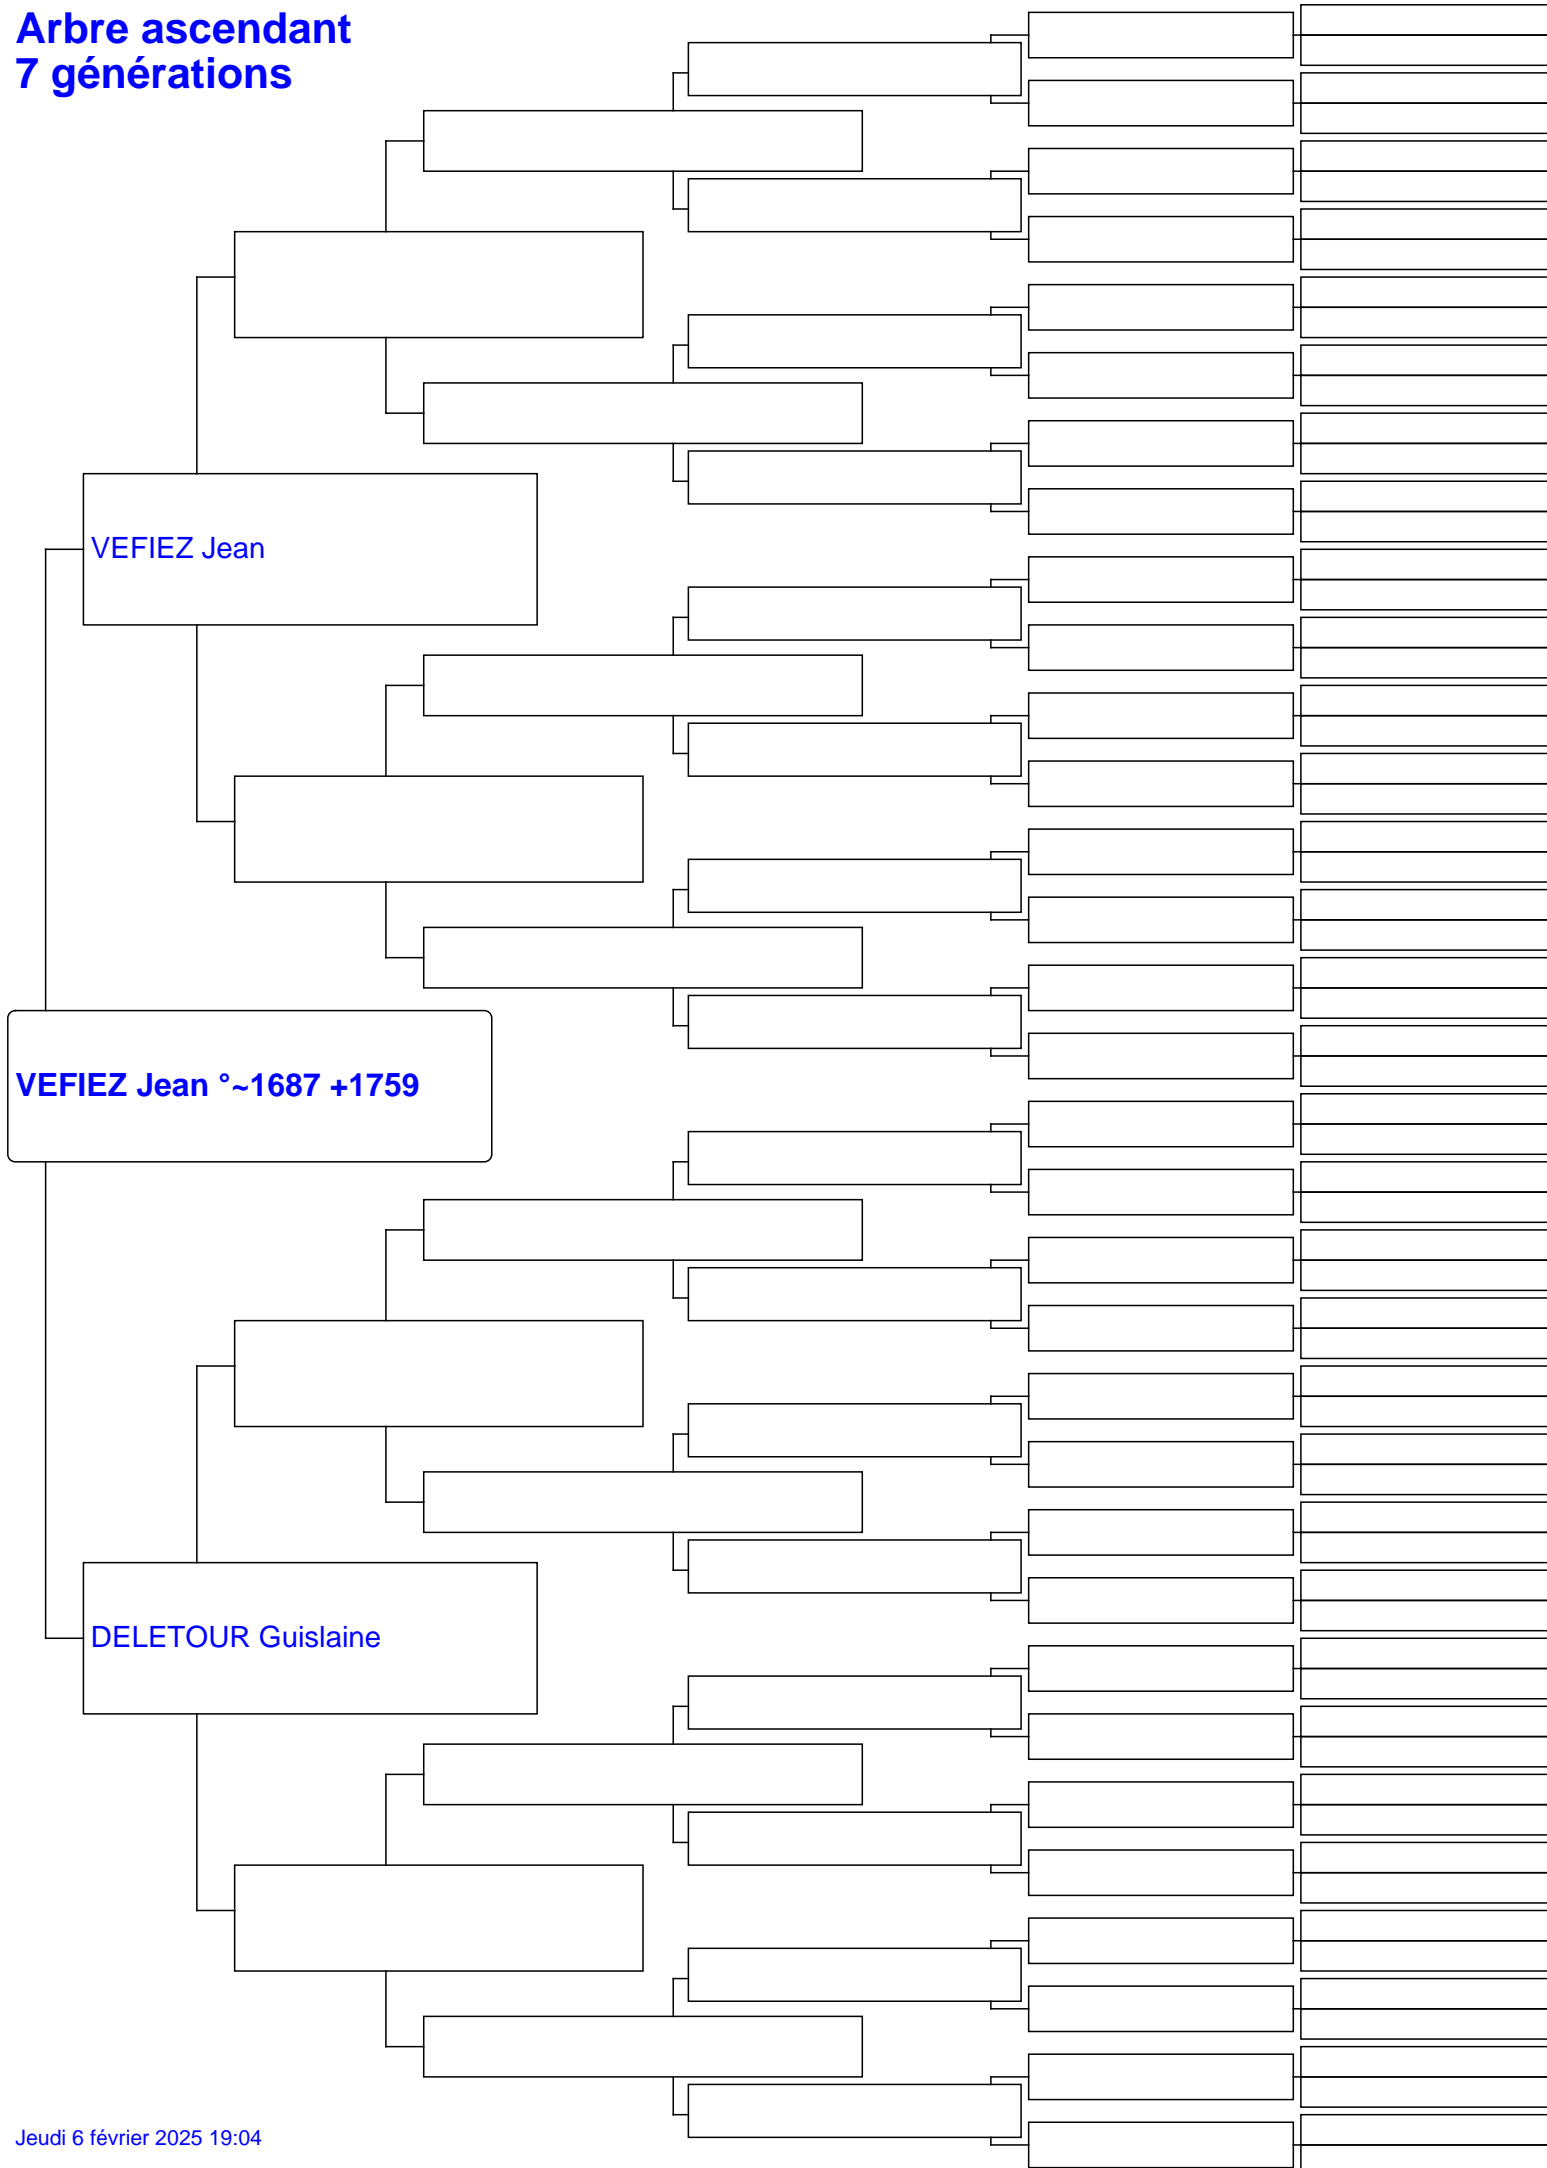 Arbre ascendant
7 générations
VEFIEZ Jean
VEFIEZ Jean °~1687 +1759
DELETOUR Guislaine
Jeudi 6 février 2025 19:04